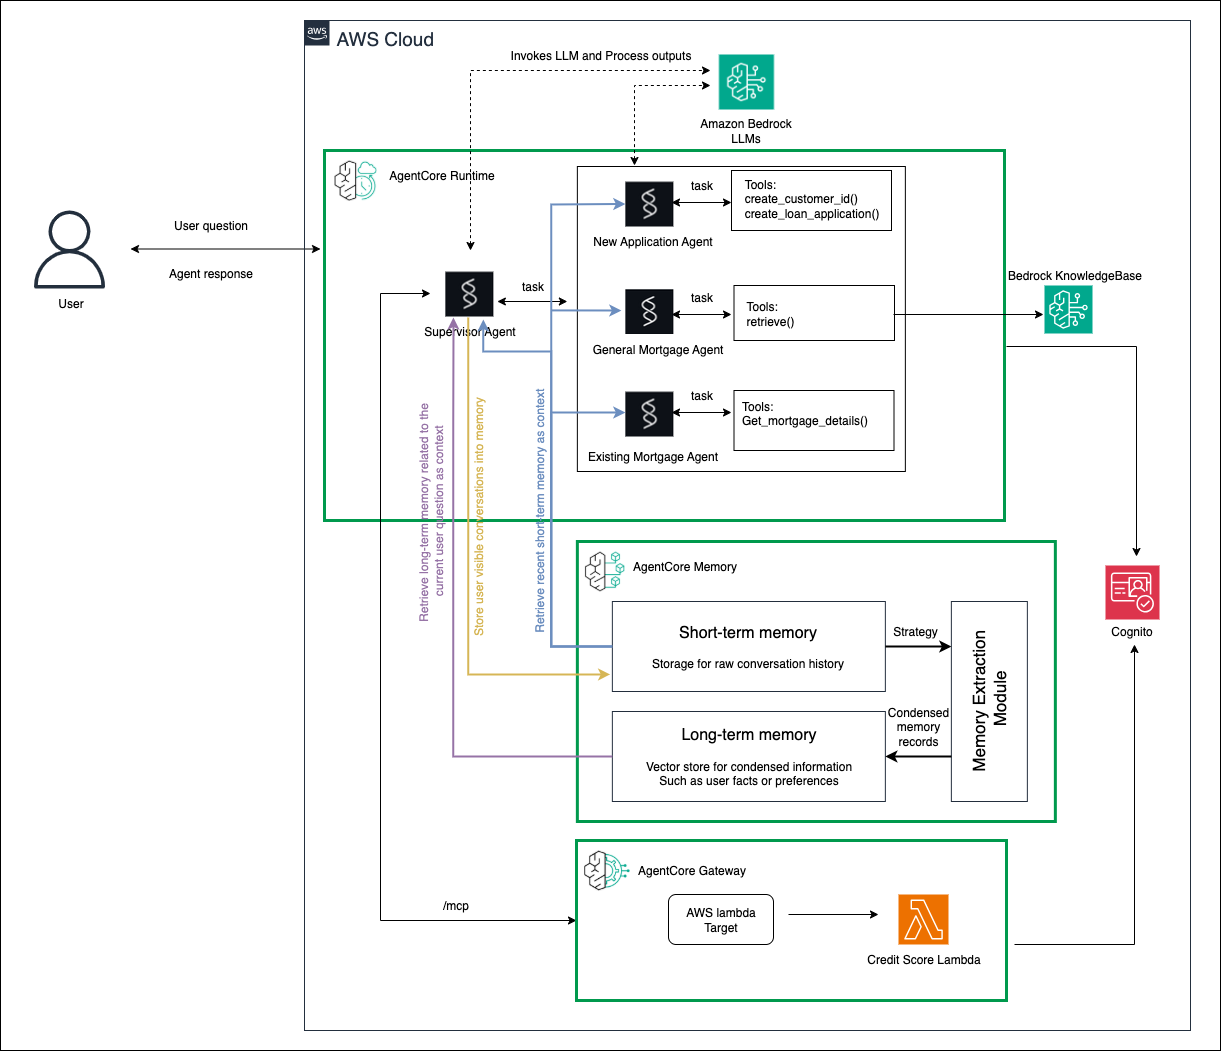 aws
AWS Cloud
Invokes LLM and Process outputs
Amazon Bedrock
LLMs
AgentCore Runtime
User question
Agent response
User
Supervisor Agent
task
New Application Agent
task
Tools:
create_customer_id()
create_loan_application()
General Mortgage Agent
task
Tools:
retrieve()
Existing Mortgage Agent
task
Tools:
Get_mortgage_details()
Bedrock KnowledgeBase
Retrieve long-term memory related to the
current user question as context
Store user visible conversations into memory
Retrieve recent short-term memory as context
AgentCore Memory
Short-term memory
Storage for raw conversation history
Strategy
Memory Extraction
Module
Long-term memory
Vector store for condensed information
Such as user facts or preferences
Condensed
memory
records
Cognito
AgentCore Gateway
/mcp
AWS lambda
Target
Credit Score Lambda